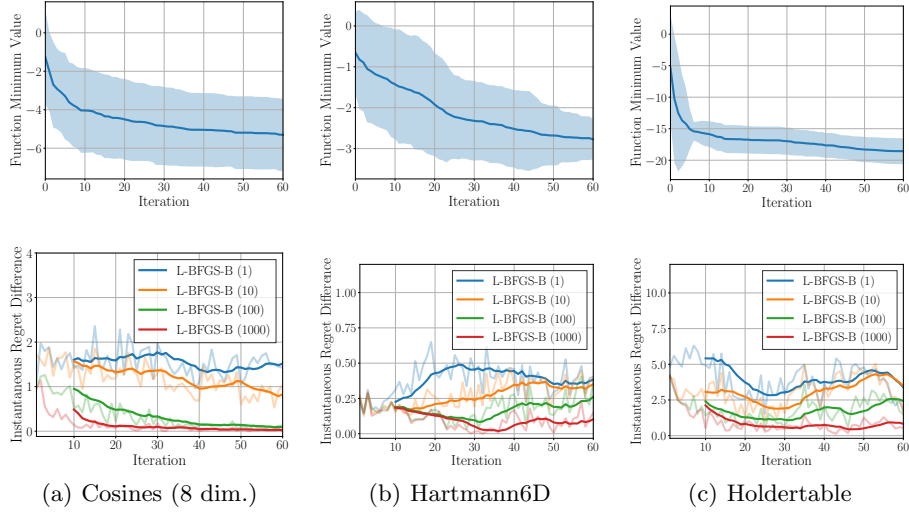 Function Minimum Value
0
−2
−4
−6
0 10 20 30 40 50 60
Iteration
Function Minimum Value
0
−1
−2
−3
0 10 20 30 40 50 60
Iteration
Function Minimum Value
0
−5
−10
−15
−20
0 10 20 30 40 50 60
Iteration
Instantaneous Regret Difference
4
3
2
1
0
L-BFGS-B (1)
L-BFGS-B (10)
L-BFGS-B (100)
L-BFGS-B (1000)
10 20 30 40 50 60
Iteration
Instantaneous Regret Difference
1.00
0.75
0.50
0.25
0.00
L-BFGS-B (1)
L-BFGS-B (10)
L-BFGS-B (100)
L-BFGS-B (1000)
10 20 30 40 50 60
Iteration
Instantaneous Regret Difference
10.0
7.5
5.0
2.5
0.0
L-BFGS-B (1)
L-BFGS-B (10)
L-BFGS-B (100)
L-BFGS-B (1000)
10 20 30 40 50 60
Iteration
(a) Cosines (8 dim.)
(b) Hartmann6D
(c) Holdertable